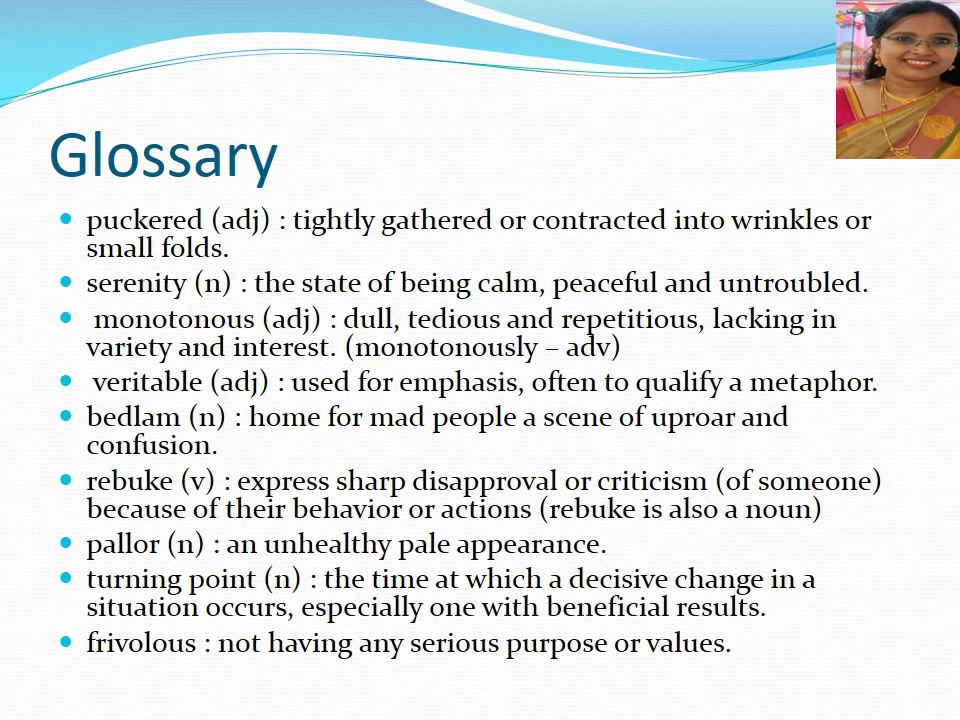 Glossary
puckered (adj) : tightly gathered or contracted into wrinkles or
small folds.
serenity (n) : the state of being calm, peaceful and untroubled.
monotonous (adj) : dull, tedious and repetitious, lacking in
variety and interest. (monotonously – adv)
veritable (adj) : used for emphasis, often to qualify a metaphor.
bedlam (n) : home for mad people a scene of uproar and
confusion.
rebuke (v) : express sharp disapproval or criticism (of someone)
because of their behavior or actions (rebuke is also a noun)
pallor (n) : an unhealthy pale appearance.
turning point (n) : the time at which a decisive change in a
situation occurs, especially one with beneficial results.
frivolous : not having any serious purpose or values.